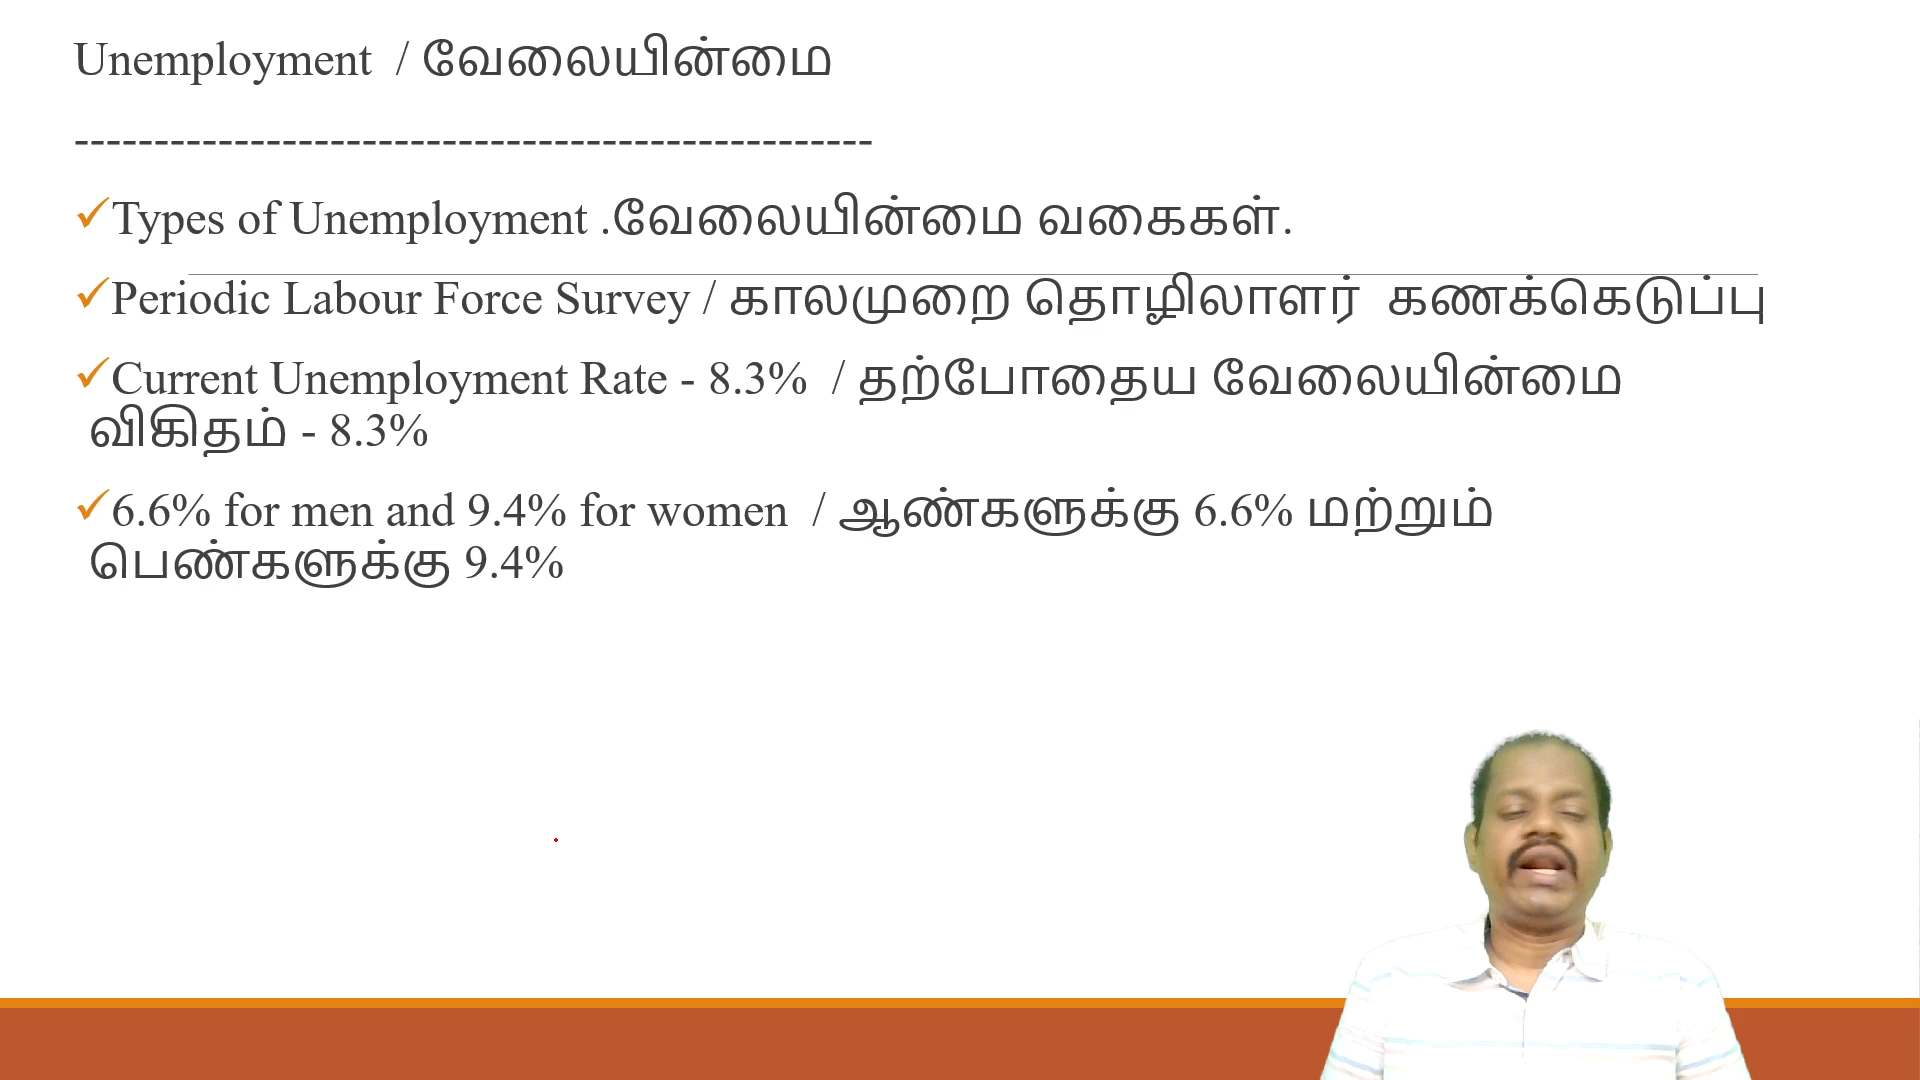 Unemployment / வேலையின்மை
--------------------------------------------------
Types of Unemployment .வேலையின்மை வகைகள்.
Periodic Labour Force Survey / காலமுறை தொழிலாளர் கணக்கெடுப்பு
Current Unemployment Rate - 8.3% / தற்போதைய வேலையின்மை
விகிதம் - 8.3%
6.6% for men and 9.4% for women / ஆண்களுக்கு 6.6% மற்றும்
பெண்களுக்கு 9.4%